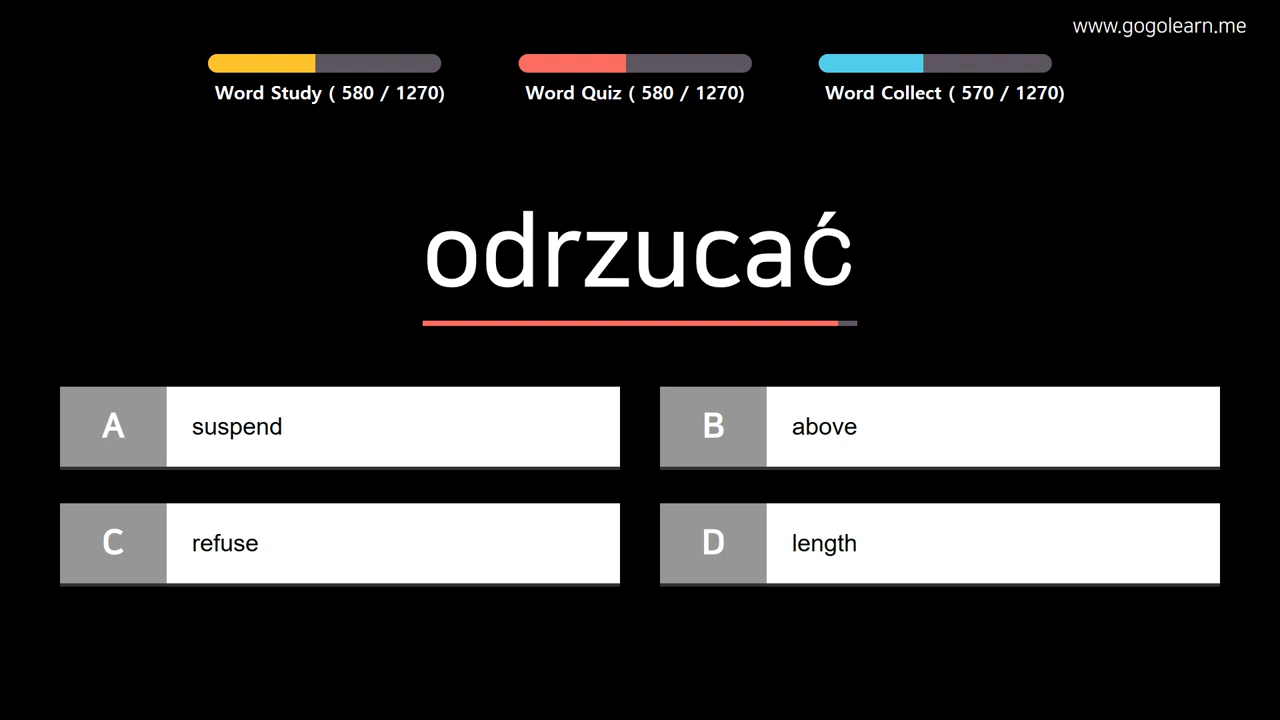 www.gogolearn.me
Word Study ( 580 / 1270)
Word Quiz ( 580 / 1270)
Word Collect ( 570 / 1270)
odrzucać
A suspend
B above
C refuse
D length